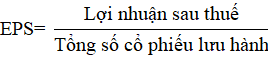 EPS= Lợi nhuận sau thuế
Tổng số cổ phiếu lưu hành